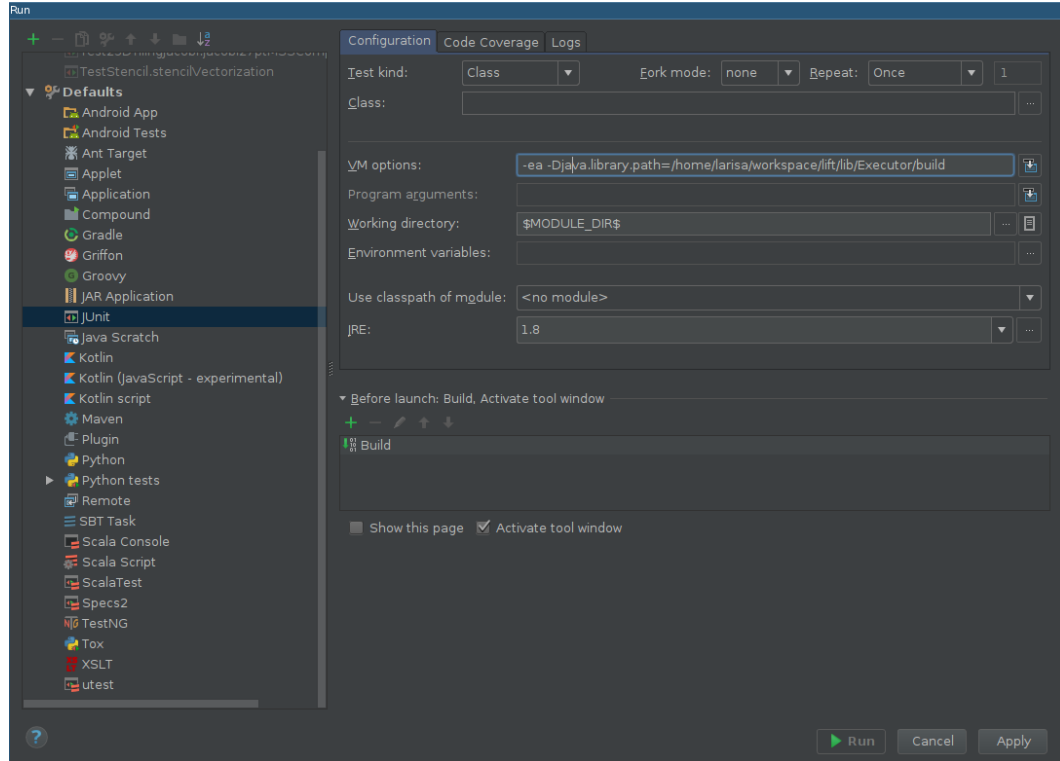 Run
TestStencil.stencilVectorization
Defaults
Android App
Android Tests
Ant Target
Applet
Application
Compound
Gradle
Griffon
Groovy
JAR Application
JUnit
Java Scratch
Kotlin
Kotlin (JavaScript - experimental)
Kotlin script
Maven
Plugin
Python
Python tests
Remote
SBT Task
Scala Console
Scala Script
ScalaTest
Specs2
TestNG
Tox
XSLT
utest
Configuration Code Coverage Logs
Test kind: Class Fork mode: none Repeat: Once 1
Class: ...
VM options: -ea -Djava.library.path=/home/larisa/workspace/lift/lib/Executor/build
Program arguments:
Working directory: $MODULE_DIR$ ...
Environment variables: ...
Use classpath of module: <no module>
JRE: 1.8 ...
Before launch: Build, Activate tool window
Build
Show this page Activate tool window
? Run Cancel Apply